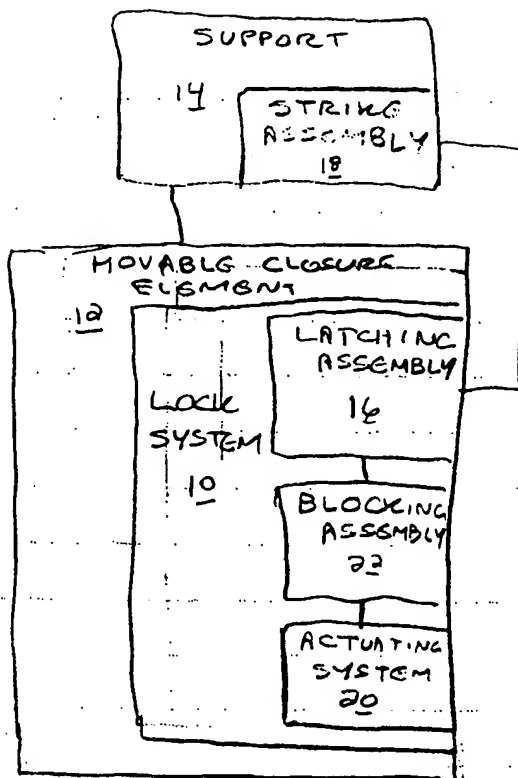 SUPPORT
14
STRIKE
ASSEMBLY
18
MOVABLE CLOSURE
ELEMENT
12
LATCHING
ASSEMBLY
16
LOCK
SYSTEM
10
BLOCKING
ASSEMBLY
22
ACTUATING
SYSTEM
20